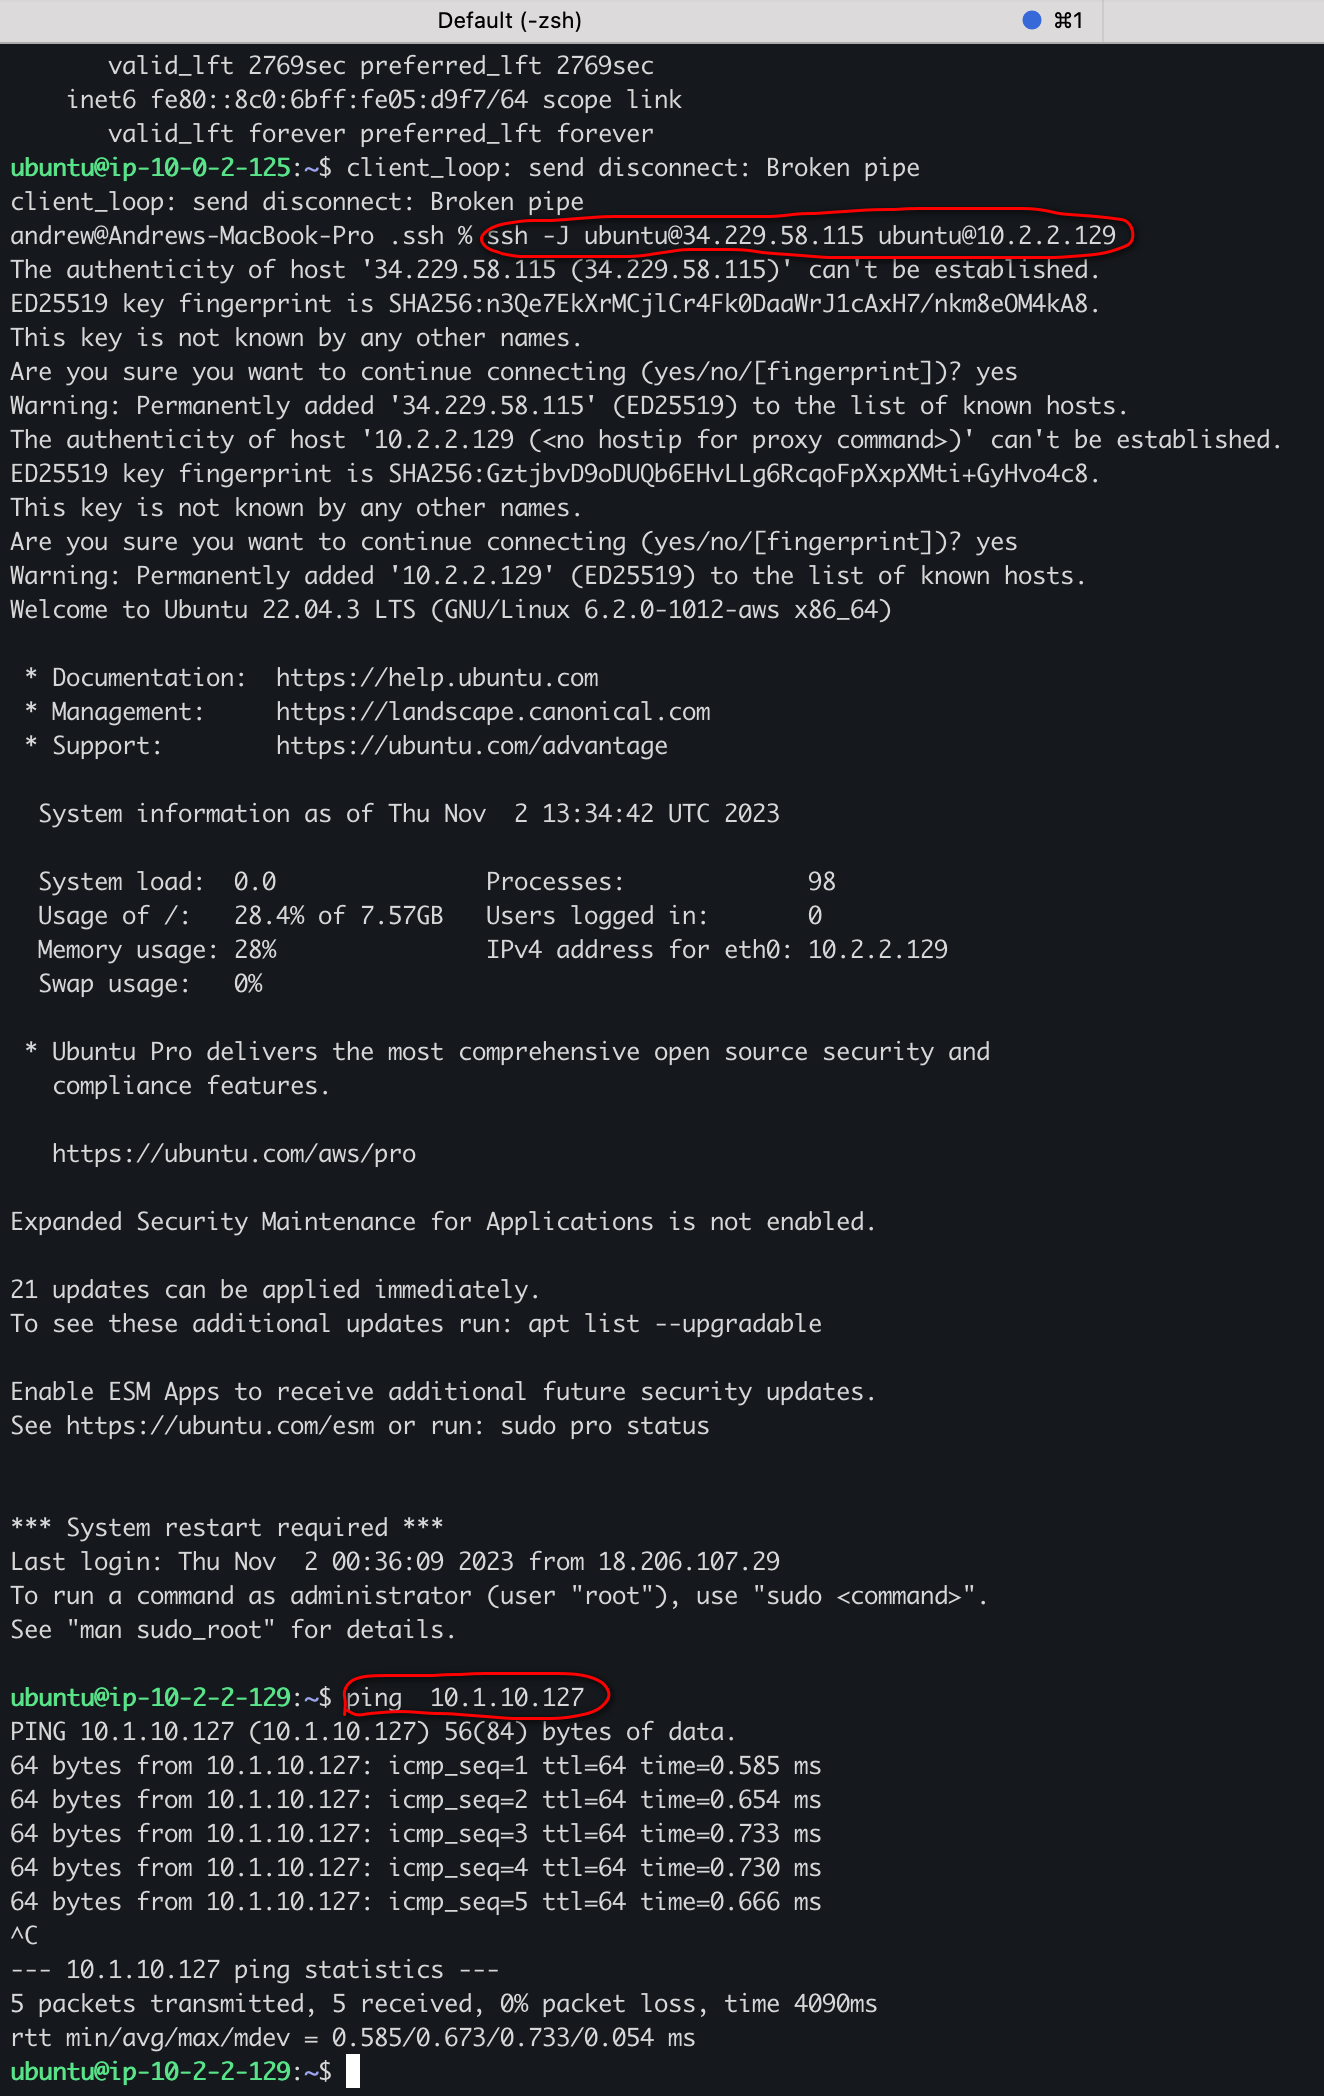 Default (-zsh)
⌘1
valid_lft 2769sec preferred_lft 2769sec
inet6 fe80::8c0:6bff:fe05:d9f7/64 scope link
valid_lft forever preferred_lft forever
ubuntu@ip-10-0-2-125:~$ client_loop: send disconnect: Broken pipe
client_loop: send disconnect: Broken pipe
andrew@Andrews-MacBook-Pro .ssh % ssh -J ubuntu@34.229.58.115 ubuntu@10.2.2.129
The authenticity of host '34.229.58.115 (34.229.58.115)' can't be established.
ED25519 key fingerprint is SHA256:n3Qe7EkXrMCjlCr4Fk0DaaWrJ1cAxH7/nkm8eOM4kA8.
This key is not known by any other names.
Are you sure you want to continue connecting (yes/no/[fingerprint])? yes
Warning: Permanently added '34.229.58.115' (ED25519) to the list of known hosts.
The authenticity of host '10.2.2.129 (<no hostip for proxy command>)' can't be established.
ED25519 key fingerprint is SHA256:GztjbvD9oDUQb6EHvLLg6RcqoFpXxpXMti+GyHvo4c8.
This key is not known by any other names.
Are you sure you want to continue connecting (yes/no/[fingerprint])? yes
Warning: Permanently added '10.2.2.129' (ED25519) to the list of known hosts.
Welcome to Ubuntu 22.04.3 LTS (GNU/Linux 6.2.0-1012-aws x86_64)
* Documentation:  https://help.ubuntu.com
* Management:     https://landscape.canonical.com
* Support:        https://ubuntu.com/advantage
System information as of Thu Nov  2 13:34:42 UTC 2023
System load:  0.0               Processes:             98
Usage of /:   28.4% of 7.57GB   Users logged in:       0
Memory usage: 28%               IPv4 address for eth0: 10.2.2.129
Swap usage:   0%
* Ubuntu Pro delivers the most comprehensive open source security and
compliance features.
https://ubuntu.com/aws/pro
Expanded Security Maintenance for Applications is not enabled.
21 updates can be applied immediately.
To see these additional updates run: apt list --upgradable
Enable ESM Apps to receive additional future security updates.
See https://ubuntu.com/esm or run: sudo pro status
*** System restart required ***
Last login: Thu Nov  2 00:36:09 2023 from 18.206.107.29
To run a command as administrator (user "root"), use "sudo <command>".
See "man sudo_root" for details.
ubuntu@ip-10-2-2-129:~$ ping  10.1.10.127
PING 10.1.10.127 (10.1.10.127) 56(84) bytes of data.
64 bytes from 10.1.10.127: icmp_seq=1 ttl=64 time=0.585 ms
64 bytes from 10.1.10.127: icmp_seq=2 ttl=64 time=0.654 ms
64 bytes from 10.1.10.127: icmp_seq=3 ttl=64 time=0.733 ms
64 bytes from 10.1.10.127: icmp_seq=4 ttl=64 time=0.730 ms
64 bytes from 10.1.10.127: icmp_seq=5 ttl=64 time=0.666 ms
^C
--- 10.1.10.127 ping statistics ---
5 packets transmitted, 5 received, 0% packet loss, time 4090ms
rtt min/avg/max/mdev = 0.585/0.673/0.733/0.054 ms
ubuntu@ip-10-2-2-129:~$